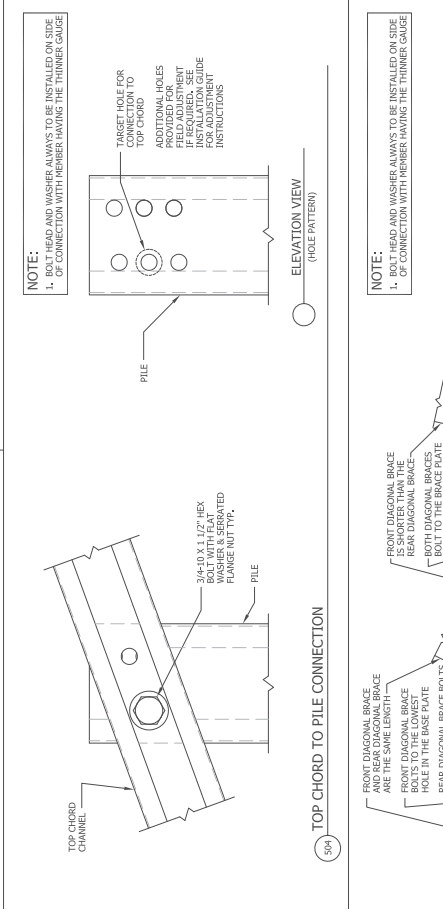 NOTE:
1. BOLT HEAD AND WASHER ALWAYS TO BE INSTALLED ON SIDE
OF CONNECTION WITH MEMBER HAVING THE THINNER GAUGE
TOP CHORD
CHANNEL
3/4-10 X 1 1/2" HEX
BOLT WITH FLAT
WASHER & SERRATED
FLANGE NUT TYP.
PILE
PILE
TARGET HOLE FOR
CONNECTION TO
TOP CHORD
ADDITIONAL HOLES
PROVIDED FOR
FIELD ADJUSTMENT
IF REQUIRED. SEE
INSTALLATION GUIDE
FOR ADJUSTMENT
INSTRUCTIONS
ELEVATION VIEW
(HOLE PATTERN)
504
TOP CHORD TO PILE CONNECTION
NOTE:
1. BOLT HEAD AND WASHER ALWAYS TO BE INSTALLED ON SIDE
OF CONNECTION WITH MEMBER HAVING THE THINNER GAUGE
FRONT DIAGONAL BRACE
AND REAR DIAGONAL BRACE
ARE THE SAME LENGTH
FRONT DIAGONAL BRACE
BOLTS TO THE LOWEST
HOLE IN THE BASE PLATE
REAR DIAGONAL BRACE BOLTS
FRONT DIAGONAL BRACE
IS SHORTER THAN THE
REAR DIAGONAL BRACE
BOTH DIAGONAL BRACES
BOLT TO THE BRACE PLATE